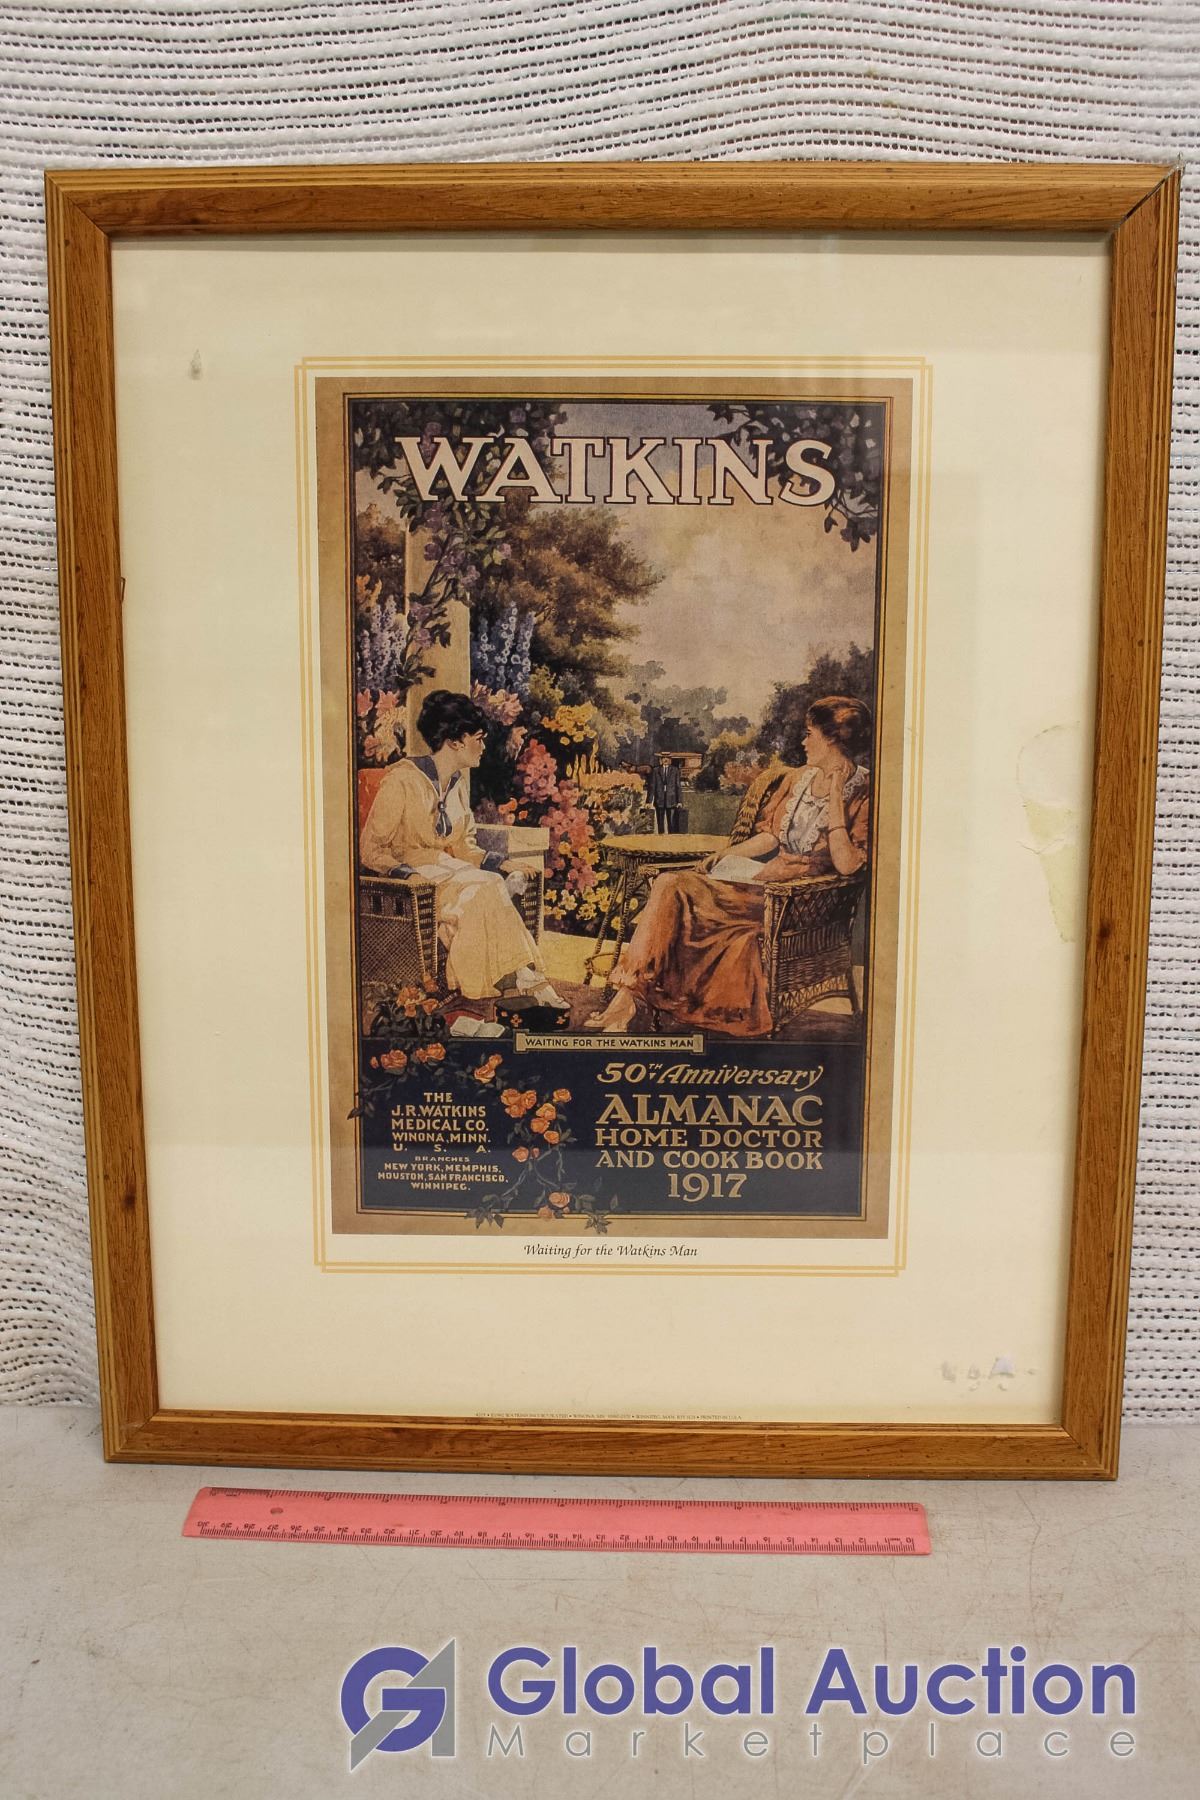 WATKINS
WAITING FOR THE WATKINS MAN
50TH Anniversary
ALMANAC
HOME DOCTOR
AND COOK BOOK
1917
THE
J.R. WATKINS
MEDICAL CO.
WINONA, MINN.
U. S. A.
BRANCHES
NEW YORK, MEMPHIS,
HOUSTON, SAN FRANCISCO,
WINNIPEG.
Waiting for the Watkins Man
Global Auction
Marketplace